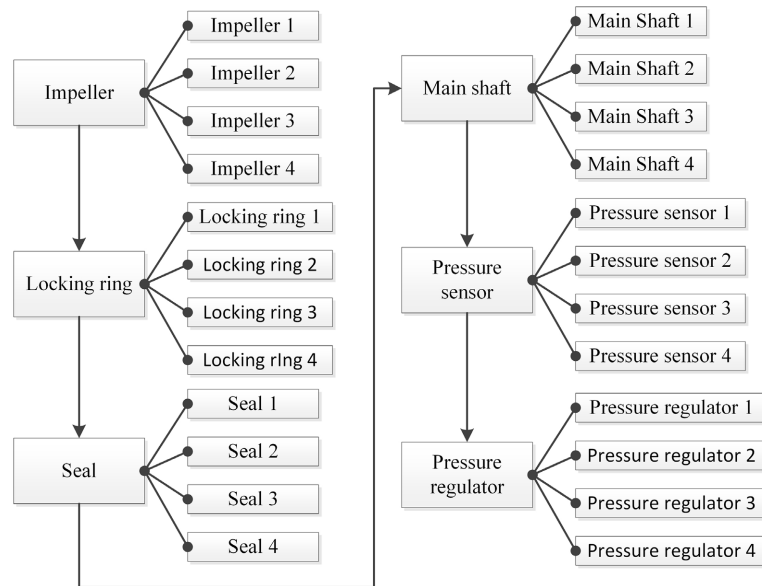 Impeller
Impeller 1
Impeller 2
Impeller 3
Impeller 4
Locking ring
Locking ring 1
Locking ring 2
Locking ring 3
Locking rIng 4
Seal
Seal 1
Seal 2
Seal 3
Seal 4
Main shaft
Main Shaft 1
Main Shaft 2
Main Shaft 3
Main Shaft 4
Pressure
sensor
Pressure sensor 1
Pressure sensor 2
Pressure sensor 3
Pressure sensor 4
Pressure
regulator
Pressure regulator 1
Pressure regulator 2
Pressure regulator 3
Pressure regulator 4